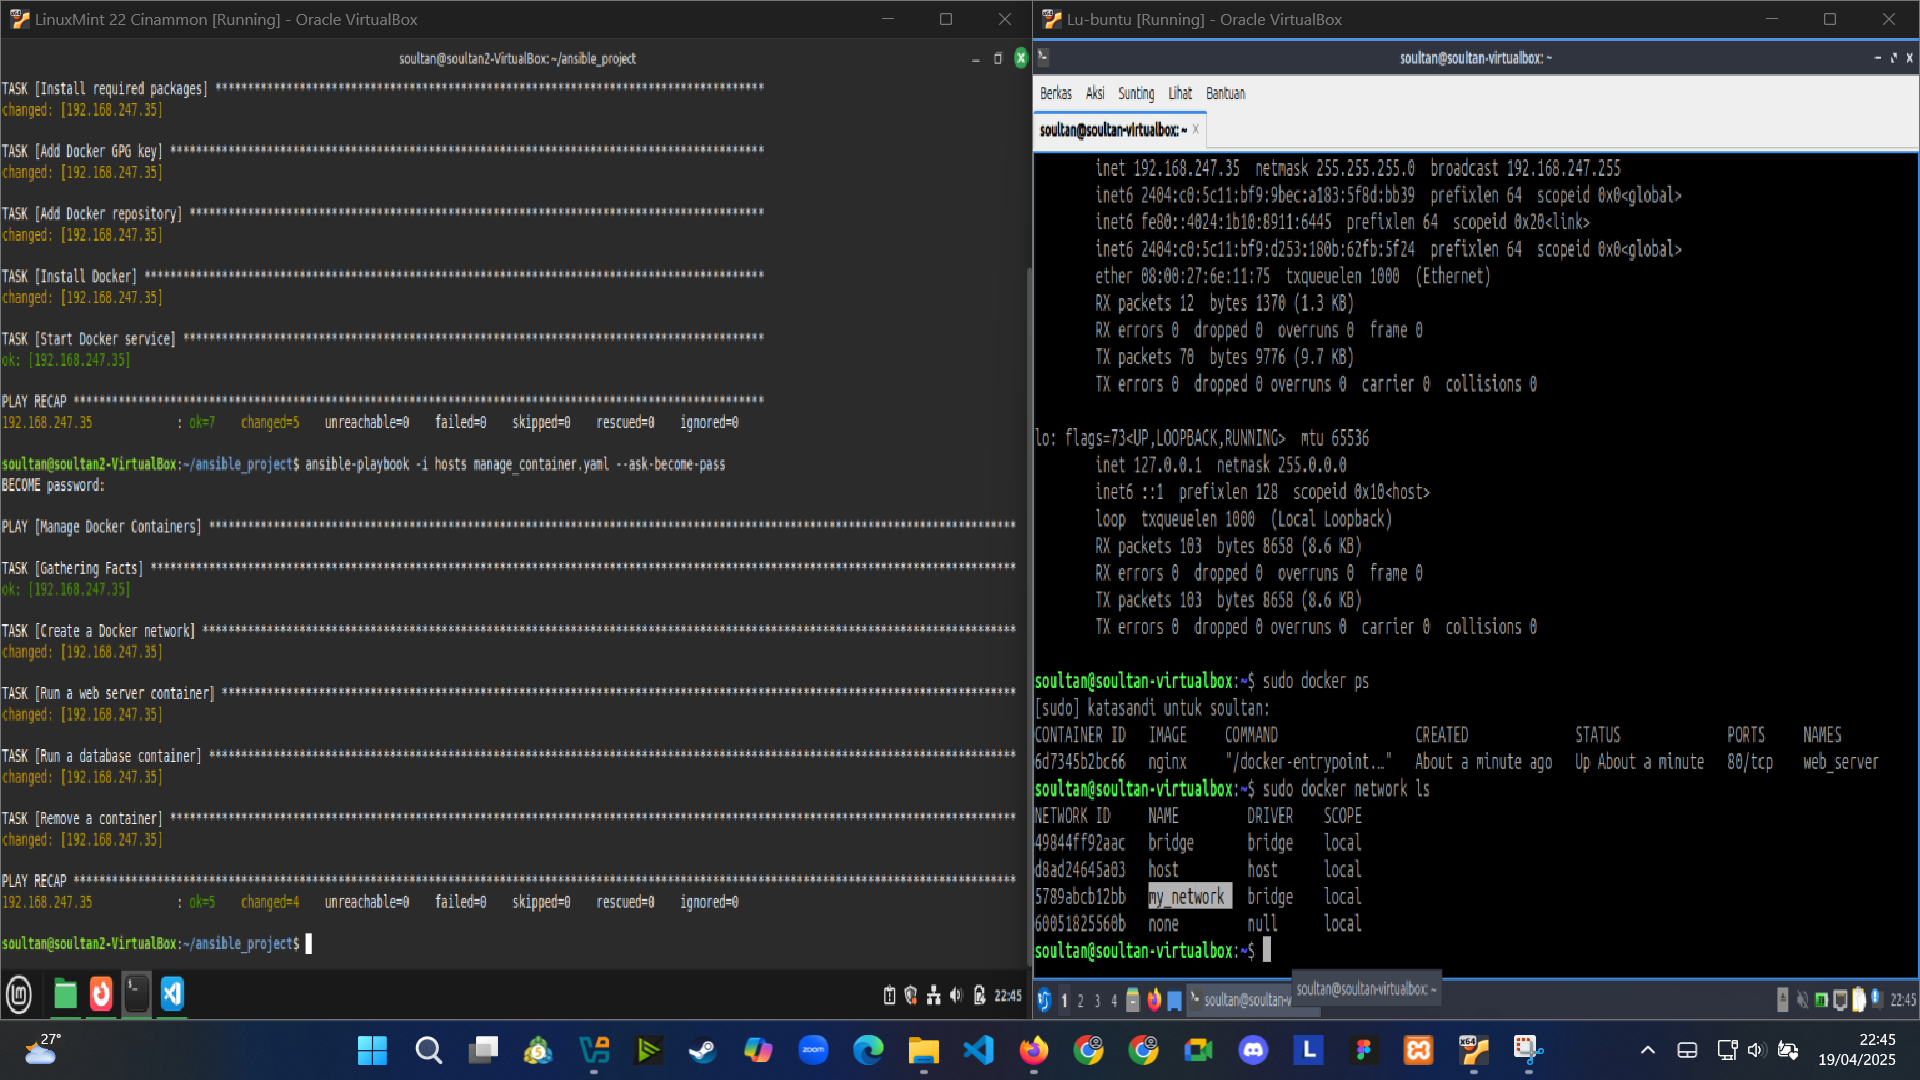 LinuxMint 22 Cinammon [Running] - Oracle VirtualBox
soultan@soultan2-VirtualBox: ~/ansible_project
TASK [Install required packages] *************************************************************************************
changed: [192.168.247.35]
TASK [Add Docker GPG key] ********************************************************************************************
changed: [192.168.247.35]
TASK [Add Docker repository] *****************************************************************************************
changed: [192.168.247.35]
TASK [Install Docker] ************************************************************************************************
changed: [192.168.247.35]
TASK [Start Docker service] ******************************************************************************************
ok: [192.168.247.35]
PLAY RECAP ***********************************************************************************************************
192.168.247.35 : ok=7 changed=5 unreachable=0 failed=0 skipped=0 rescued=0 ignored=0
soultan@soultan2-VirtualBox:~/ansible_project$ ansible-playbook -i hosts manage_container.yaml --ask-become-pass
BECOME password:
PLAY [Manage Docker Containers] ******************************************************************************************************************************
TASK [Gathering Facts] ***************************************************************************************************************************************
ok: [192.168.247.35]
TASK [Create a Docker network] *******************************************************************************************************************************
changed: [192.168.247.35]
TASK [Run a web server container] ****************************************************************************************************************************
changed: [192.168.247.35]
TASK [Run a database container] ******************************************************************************************************************************
changed: [192.168.247.35]
TASK [Remove a container] ************************************************************************************************************************************
changed: [192.168.247.35]
PLAY RECAP ***************************************************************************************************************************************************
192.168.247.35 : ok=5 changed=4 unreachable=0 failed=0 skipped=0 rescued=0 ignored=0
soultan@soultan2-VirtualBox:~/ansible_project$
22:45
Lu-buntu [Running] - Oracle VirtualBox
soultan@soultan-virtualbox: ~
Berkas Aksi Sunting Lihat Bantuan
soultan@soultan-virtualbox: ~
inet 192.168.247.35 netmask 255.255.255.0 broadcast 192.168.247.255
inet6 2404:c0:5c11:bf9:9bec:a183:5f8d:bb39 prefixlen 64 scopeid 0x0<global>
inet6 fe80::4024:1b10:8911:6445 prefixlen 64 scopeid 0x20<link>
inet6 2404:c0:5c11:bf9:d253:180b:62fb:5f24 prefixlen 64 scopeid 0x0<global>
ether 08:00:27:6e:11:75 txqueuelen 1000 (Ethernet)
RX packets 12 bytes 1370 (1.3 KB)
RX errors 0 dropped 0 overruns 0 frame 0
TX packets 70 bytes 9776 (9.7 KB)
TX errors 0 dropped 0 overruns 0 carrier 0 collisions 0
lo: flags=73<UP,LOOPBACK,RUNNING> mtu 65536
inet 127.0.0.1 netmask 255.0.0.0
inet6 ::1 prefixlen 128 scopeid 0x10<host>
loop txqueuelen 1000 (Local Loopback)
RX packets 103 bytes 8658 (8.6 KB)
RX errors 0 dropped 0 overruns 0 frame 0
TX packets 103 bytes 8658 (8.6 KB)
TX errors 0 dropped 0 overruns 0 carrier 0 collisions 0
soultan@soultan-virtualbox:~$ sudo docker ps
[sudo] katasandi untuk soultan:
CONTAINER ID IMAGE COMMAND CREATED STATUS PORTS NAMES
6d7345b2bc66 nginx "/docker-entrypoint.…" About a minute ago Up About a minute 80/tcp web_server
soultan@soultan-virtualbox:~$ sudo docker network ls
NETWORK ID NAME DRIVER SCOPE
49844ff92aac bridge bridge local
d8ad24645a03 host host local
5789abcb12bb my_network bridge local
60051825560b none null local
soultan@soultan-virtualbox:~$
1 2 3 4 soultan@soultan-v soultan@soultan-virtualbox: ~ 22:45
27°
zoom
L
x64
22:45
19/04/2025